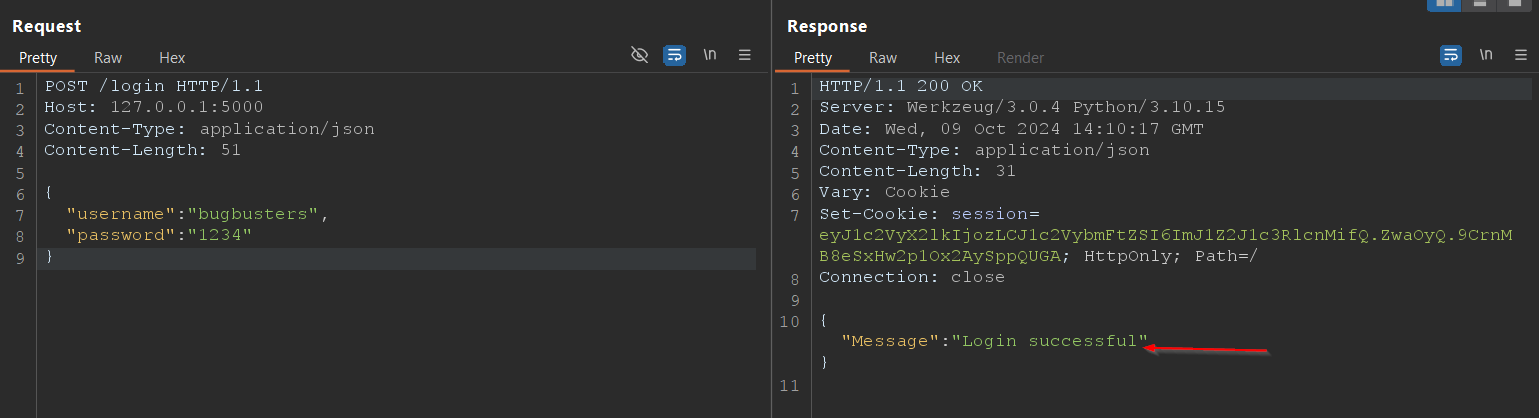 Request
Pretty Raw Hex
\n
1 POST /login HTTP/1.1
2 Host: 127.0.0.1:5000
3 Content-Type: application/json
4 Content-Length: 51
5
6 {
7 "username":"bugbusters",
8 "password":"1234"
9 }
Response
Pretty Raw Hex Render
\n
1 HTTP/1.1 200 OK
2 Server: Werkzeug/3.0.4 Python/3.10.15
3 Date: Wed, 09 Oct 2024 14:10:17 GMT
4 Content-Type: application/json
5 Content-Length: 31
6 Vary: Cookie
7 Set-Cookie: session=
eyJ1c2VyX2lkIjozLCJ1c2VybmFtZSI6ImJ1Z2J1c3RlcnMifQ.ZwaOyQ.9CrnM
B8eSxHw2p1Ox2AySppQUGA; HttpOnly; Path=/
8 Connection: close
9
10 {
"Message":"Login successful"
}
11